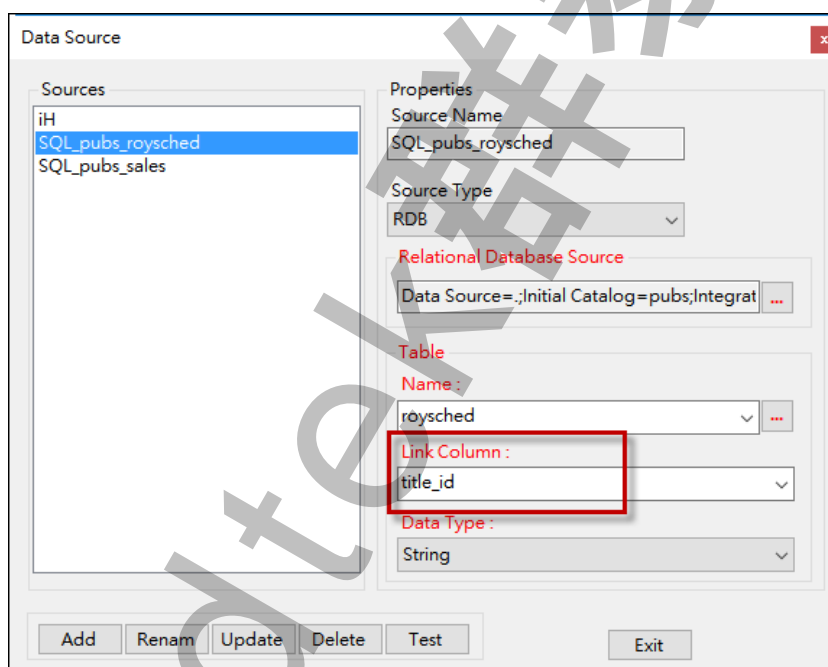 Data Source
x
Sources
iH
SQL_pubs_roysched
SQL_pubs_sales
Properties
Source Name
SQL_pubs_roysched
Source Type
RDB
Relational Database Source
Data Source=.;Initial Catalog=pubs;Integrat
...
Table
Name :
roysched
...
Link Column :
title_id
Data Type :
String
Add Renam Update Delete Test Exit